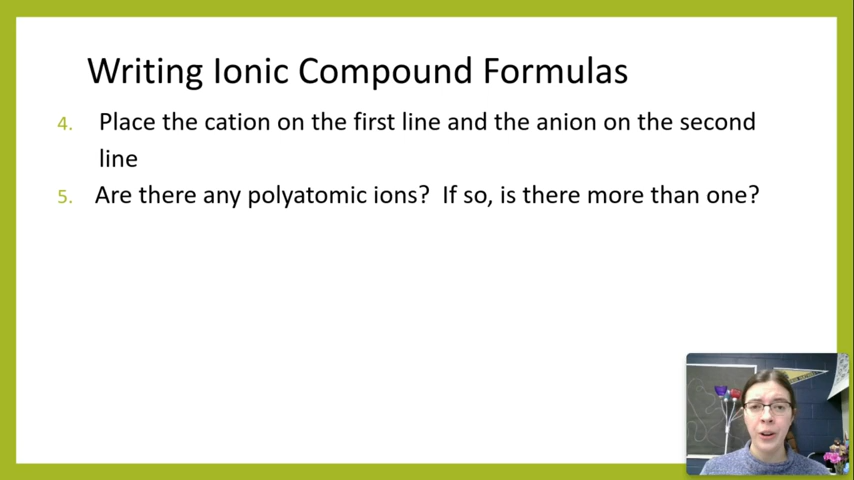 Writing Ionic Compound Formulas
4. Place the cation on the first line and the anion on the second
line
5. Are there any polyatomic ions? If so, is there more than one?